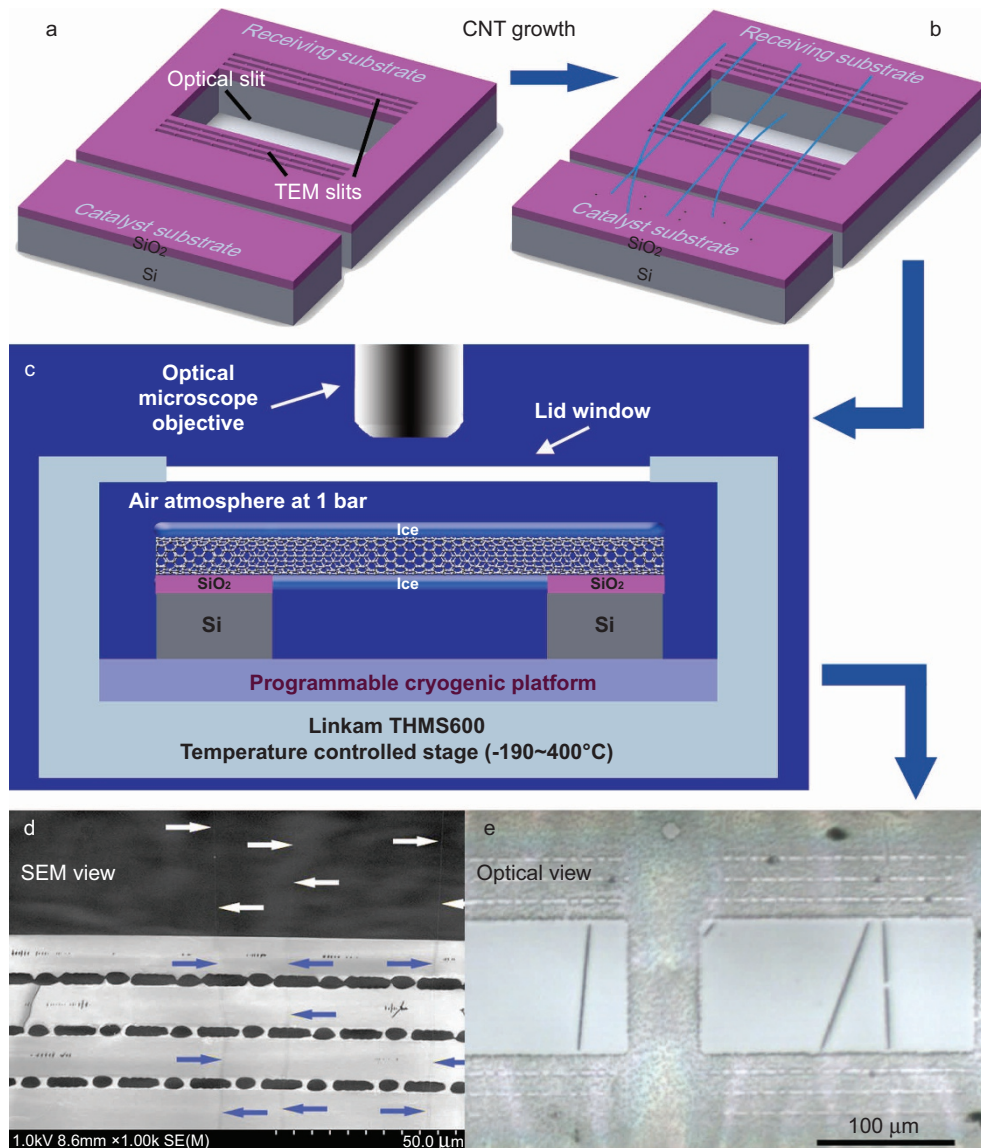 a
CNT growth
b
Receiving substrate
Optical slit
TEM slits
Catalyst substrate
SiO₂
Si
Receiving substrate
Catalyst substrate
SiO₂
Si
c
Optical
microscope
objective
Lid window
Air atmosphere at 1 bar
Ice
SiO₂
Ice
SiO₂
Si
Si
Programmable cryogenic platform
Linkam THMS600
Temperature controlled stage (-190~400°C)
d
SEM view
1.0kV 8.6mm ×1.00k SE(M)
50.0 μm
e
Optical view
100 μm